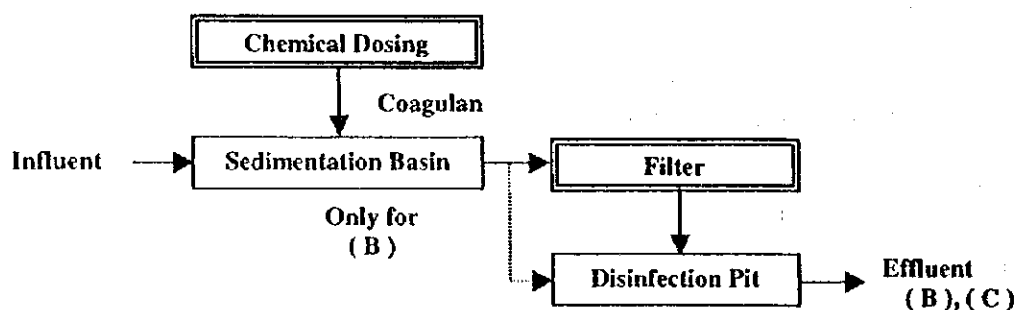 Chemical Dosing
Coagulan
Influent
Sedimentation Basin
Filter
Only for
( B )
Disinfection Pit
Effluent
( B ), ( C )